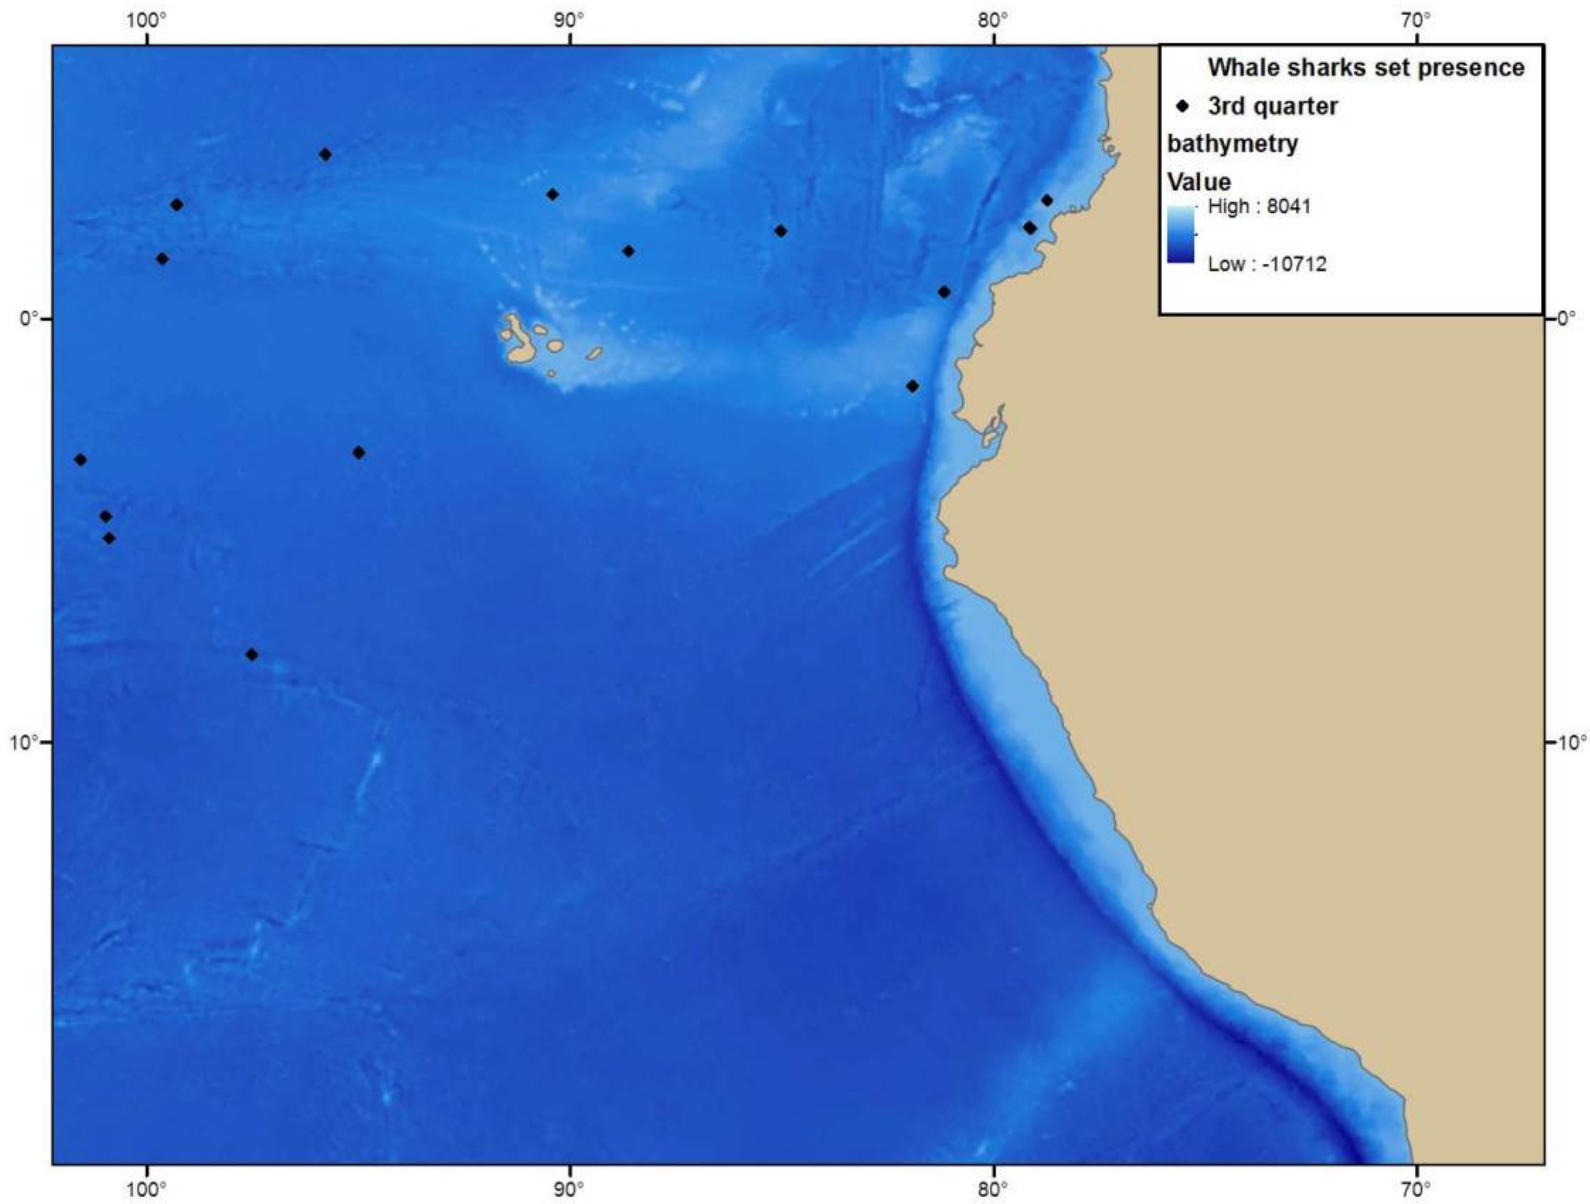 100° 90° 80° 70°
Whale sharks set presence
3rd quarter
bathymetry
Value
High : 8041
Low : -10712
0° 0°
10° 10°
100° 90° 80° 70°